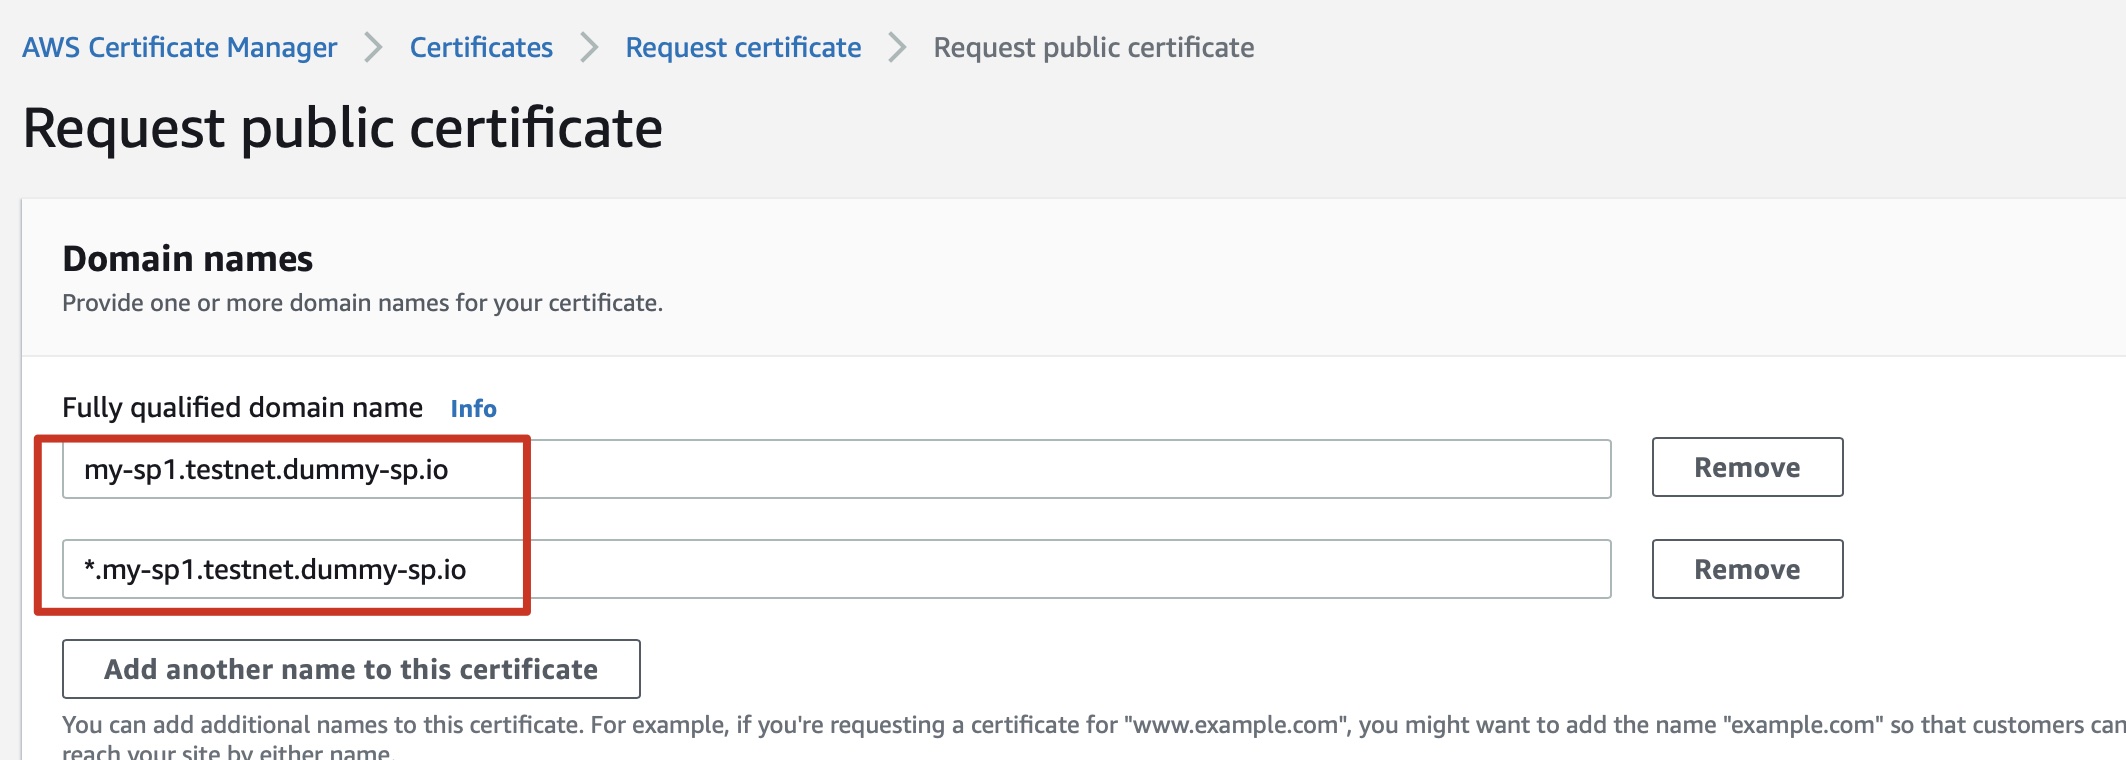 AWS Certificate Manager > Certificates > Request certificate > Request public certificate
Request public certificate
Domain names
Provide one or more domain names for your certificate.
Fully qualified domain name Info
my-sp1.testnet.dummy-sp.io Remove
*.my-sp1.testnet.dummy-sp.io Remove
Add another name to this certificate
You can add additional names to this certificate. For example, if you're requesting a certificate for "www.example.com", you might want to add the name "example.com" so that customers can
reach your site by either name.